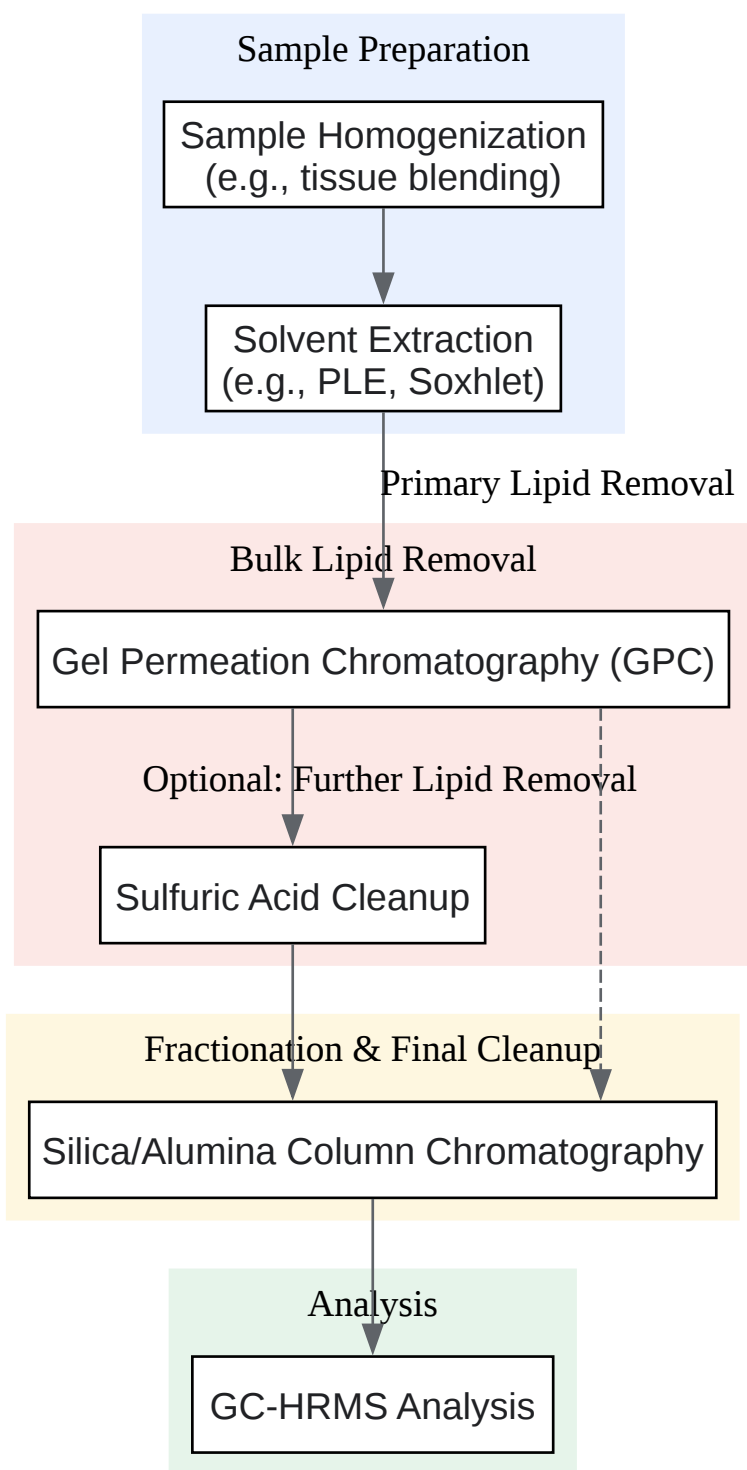 Sample Preparation
Sample Homogenization
(e.g., tissue blending)
Solvent Extraction
(e.g., PLE, Soxhlet)
Primary Lipid Removal
Bulk Lipid Removal
Gel Permeation Chromatography (GPC)
Optional: Further Lipid Removal
Sulfuric Acid Cleanup
Fractionation & Final Cleanup
Silica/Alumina Column Chromatography
Analysis
GC-HRMS Analysis